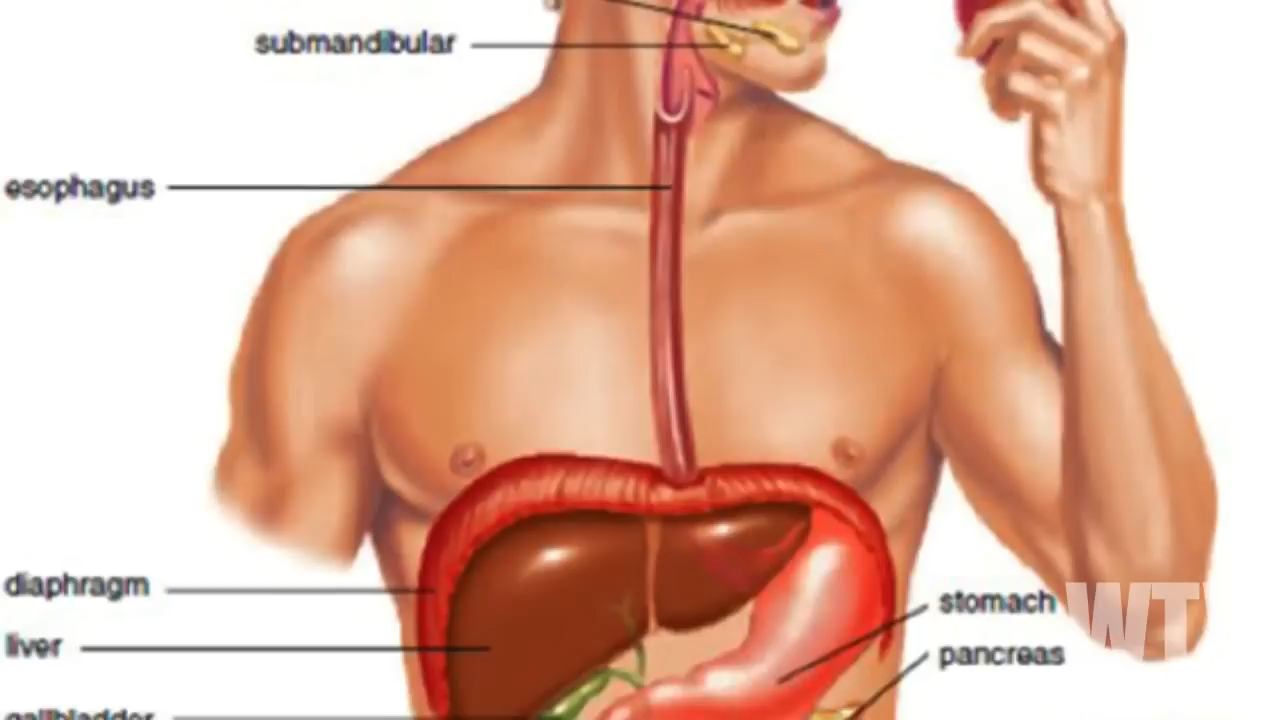 submandibular
esophagus
diaphragm
liver
gallbladder
stomach
pancreas
WT